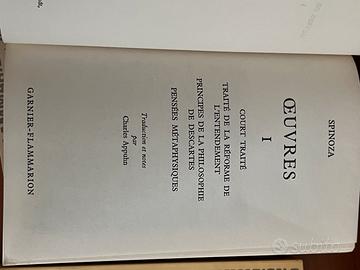 SPINOZA
ŒUVRES
I
COURT TRAITÉ
TRAITÉ DE LA RÉFORME DE
L'ENTENDEMENT
PRINCIPES DE LA PHILOSOPHIE
DE DESCARTES
PENSÉES MÉTAPHYSIQUES
Traduction et notes
par
Charles Appuhn
GARNIER-FLAMMARION
subito